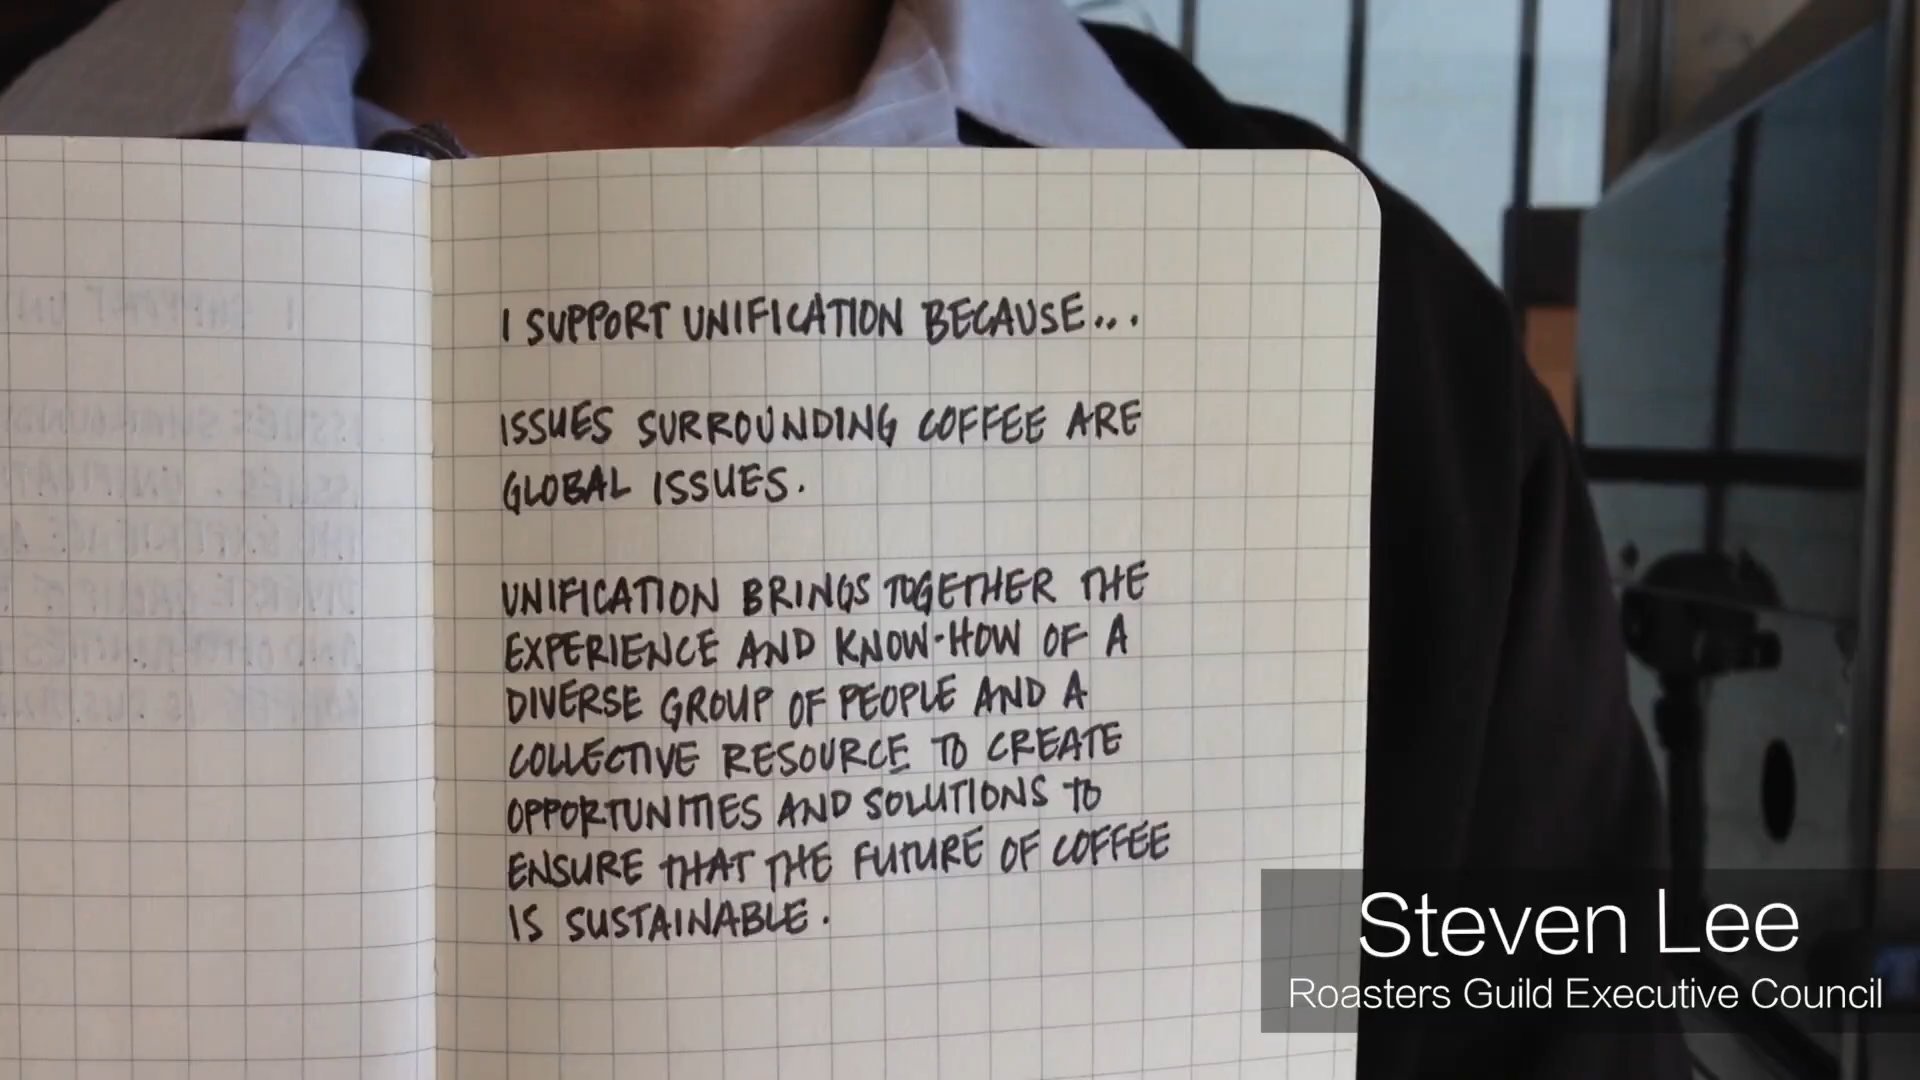 I SUPPORT UNIFICATION BECAUSE...
ISSUES SURROUNDING COFFEE ARE
GLOBAL ISSUES.
UNIFICATION BRINGS TOGETHER THE
EXPERIENCE AND KNOW-HOW OF A
DIVERSE GROUP OF PEOPLE AND A
COLLECTIVE RESOURCE TO CREATE
OPPORTUNITIES AND SOLUTIONS TO
ENSURE THAT THE FUTURE OF COFFEE
IS SUSTAINABLE.
Steven Lee
Roasters Guild Executive Council